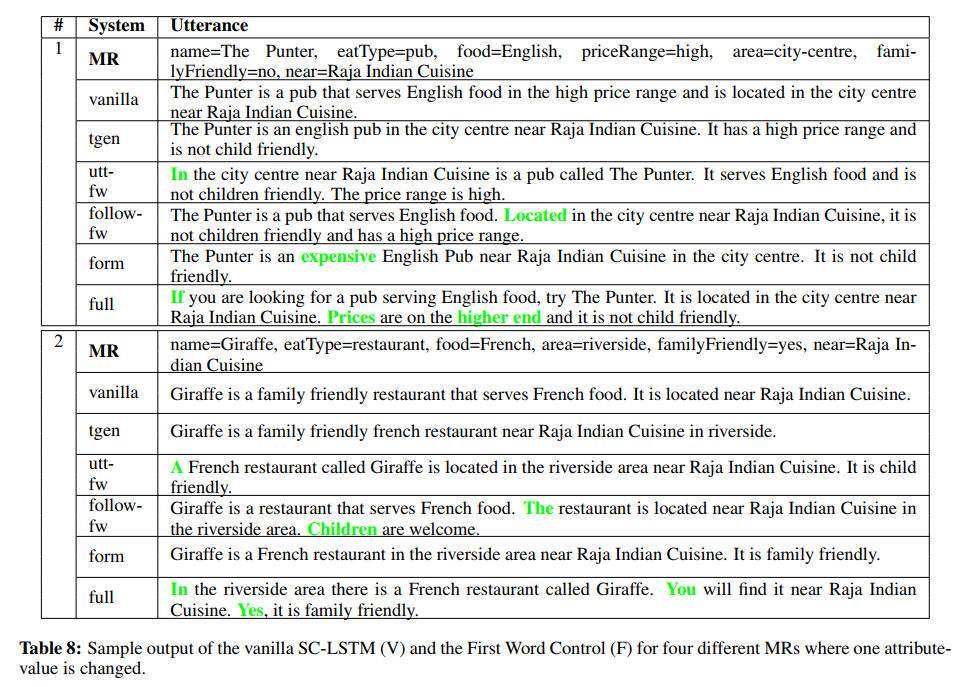 # System Utterance
1 MR name=The Punter, eatType=pub, food=English, priceRange=high, area=city-centre, fami-
lyFriendly=no, near=Raja Indian Cuisine
vanilla The Punter is a pub that serves English food in the high price range and is located in the city centre
near Raja Indian Cuisine.
tgen The Punter is an english pub in the city centre near Raja Indian Cuisine. It has a high price range and
is not child friendly.
utt- In the city centre near Raja Indian Cuisine is a pub called The Punter. It serves English food and is
fw not children friendly. The price range is high.
follow- The Punter is a pub that serves English food. Located in the city centre near Raja Indian Cuisine, it is
fw not children friendly and has a high price range.
form The Punter is an expensive English Pub near Raja Indian Cuisine in the city centre. It is not child
friendly.
full If you are looking for a pub serving English food, try The Punter. It is located in the city centre near
Raja Indian Cuisine. Prices are on the higher end and it is not child friendly.
2 MR name=Giraffe, eatType=restaurant, food=French, area=riverside, familyFriendly=yes, near=Raja In-
dian Cuisine
vanilla Giraffe is a family friendly restaurant that serves French food. It is located near Raja Indian Cuisine.
tgen Giraffe is a family friendly french restaurant near Raja Indian Cuisine in riverside.
utt- A French restaurant called Giraffe is located in the riverside area near Raja Indian Cuisine. It is child
fw friendly.
follow- Giraffe is a restaurant that serves French food. The restaurant is located near Raja Indian Cuisine in
fw the riverside area. Children are welcome.
form Giraffe is a French restaurant in the riverside area near Raja Indian Cuisine. It is family friendly.
full In the riverside area there is a French restaurant called Giraffe. You will find it near Raja Indian
Cuisine. Yes, it is family friendly.
Table 8: Sample output of the vanilla SC-LSTM (V) and the First Word Control (F) for four different MRs where one attribute-
value is changed.